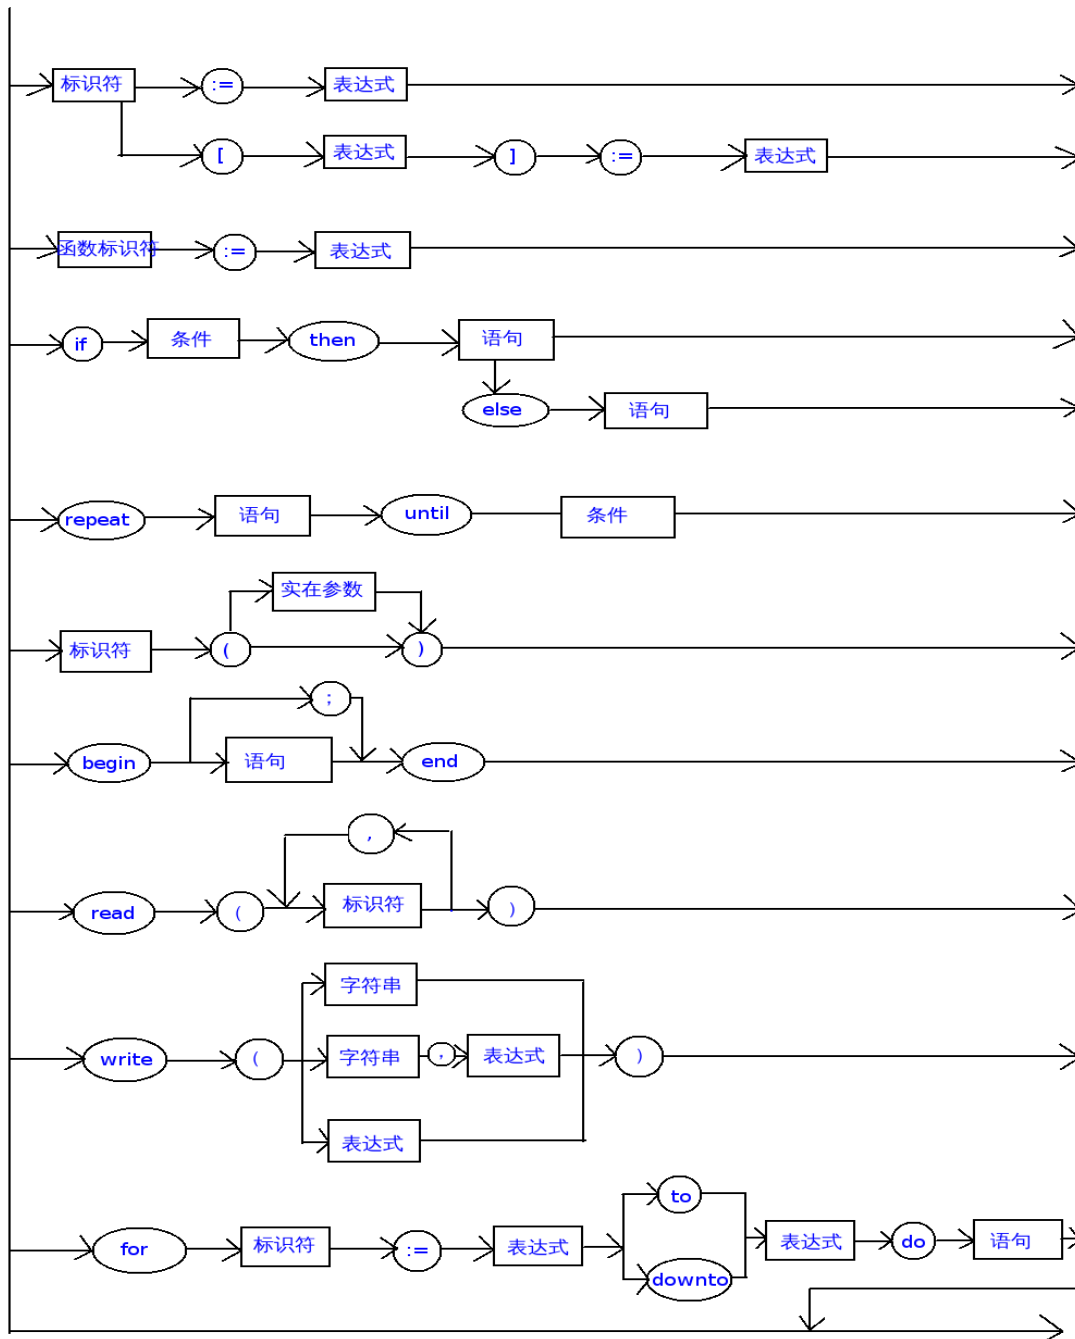 标识符 := 表达式
[ 表达式 ] := 表达式
函数标识符 := 表达式
if 条件 then 语句
else 语句
repeat 语句 until 条件
实在参数
标识符 ( )
;
begin 语句 end
,
read ( 标识符 )
字符串
write ( 字符串 , 表达式 )
表达式
to
for 标识符 := 表达式 表达式 do 语句
downto